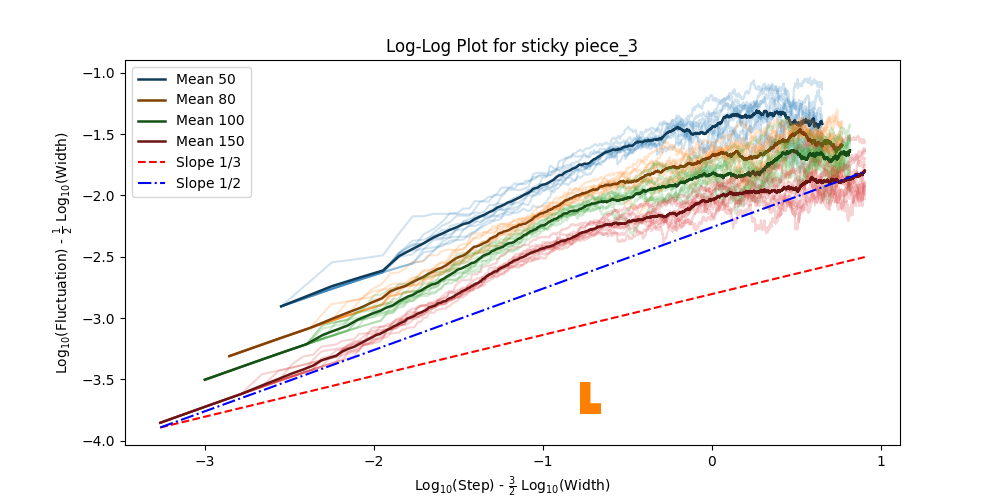 Log-Log Plot for sticky piece_3
Log₁₀(Fluctuation) - ½ Log₁₀(Width)
−1.0
−1.5
−2.0
−2.5
−3.0
−3.5
−4.0
Mean 50
Mean 80
Mean 100
Mean 150
Slope 1/3
Slope 1/2
−3
−2
−1
0
1
Log₁₀(Step) - 3/2 Log₁₀(Width)